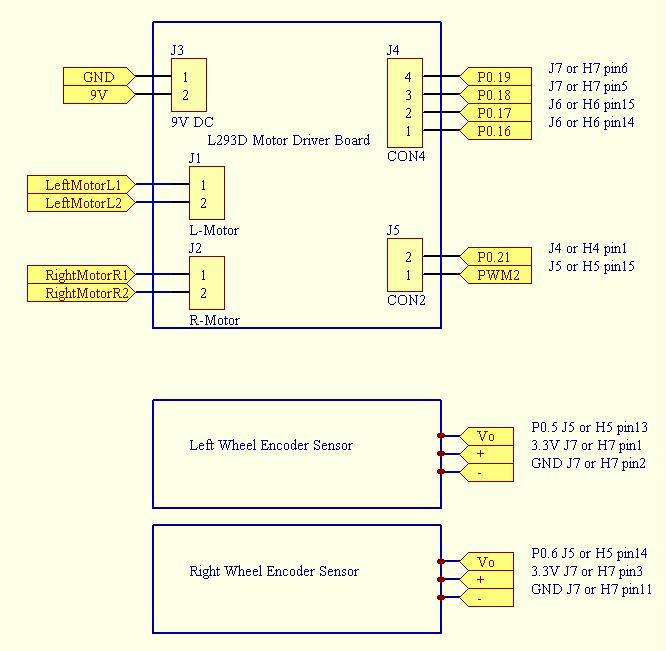 J3
GND 1
9V 2
9V DC
J4
4 P0.19 J7 or H7 pin6
3 P0.18 J7 or H7 pin5
2 P0.17 J6 or H6 pin15
1 P0.16 J6 or H6 pin14
CON4
L293D Motor Driver Board
J1
LeftMotorL1 1
LeftMotorL2 2
L-Motor
J2
RightMotorR1 1
RightMotorR2 2
R-Motor
J5
2 P0.21 J4 or H4 pin1
1 PWM2 J5 or H5 pin15
CON2
Left Wheel Encoder Sensor
Vo P0.5 J5 or H5 pin13
+ 3.3V J7 or H7 pin1
- GND J7 or H7 pin2
Right Wheel Encoder Sensor
Vo P0.6 J5 or H5 pin14
+ 3.3V J7 or H7 pin3
- GND J7 or H7 pin11